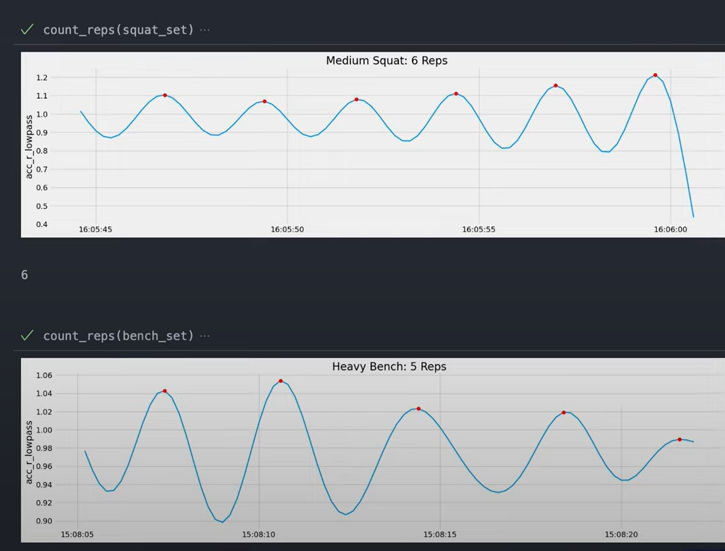 count_reps(squat_set) ···
Medium Squat: 6 Reps
acc_r_lowpass
1.2
1.1
1.0
0.9
0.8
0.7
0.6
0.5
0.4
16:05:45 16:05:50 16:05:55 16:06:00
6
count_reps(bench_set) ···
Heavy Bench: 5 Reps
acc_r_lowpass
1.06
1.04
1.02
1.00
0.98
0.96
0.94
0.92
0.90
15:08:05 15:08:10 15:08:15 15:08:20